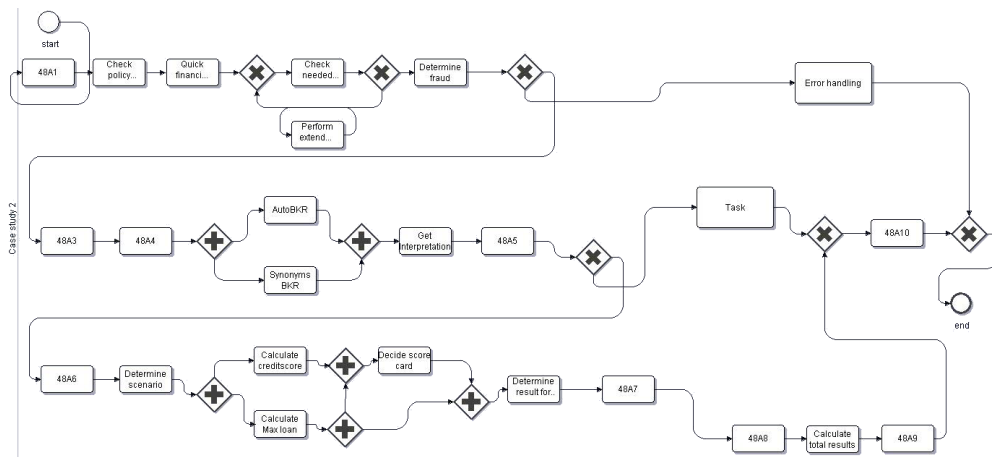 start
48A1
Check
policy...
Quick
financi...
Check
needed...
Determine
fraud
Error handling
Perform
extend...
Case study 2
48A3
48A4
AutoBKR
Synonyms
BKR
Get
Interpretation
48A5
Task
48A10
end
48A6
Determine
scenario
Calculate
creditscore
Calculate
Max loan
Decide score
card
Determine
result for..
48A7
48A8
Calculate
total results
48A9